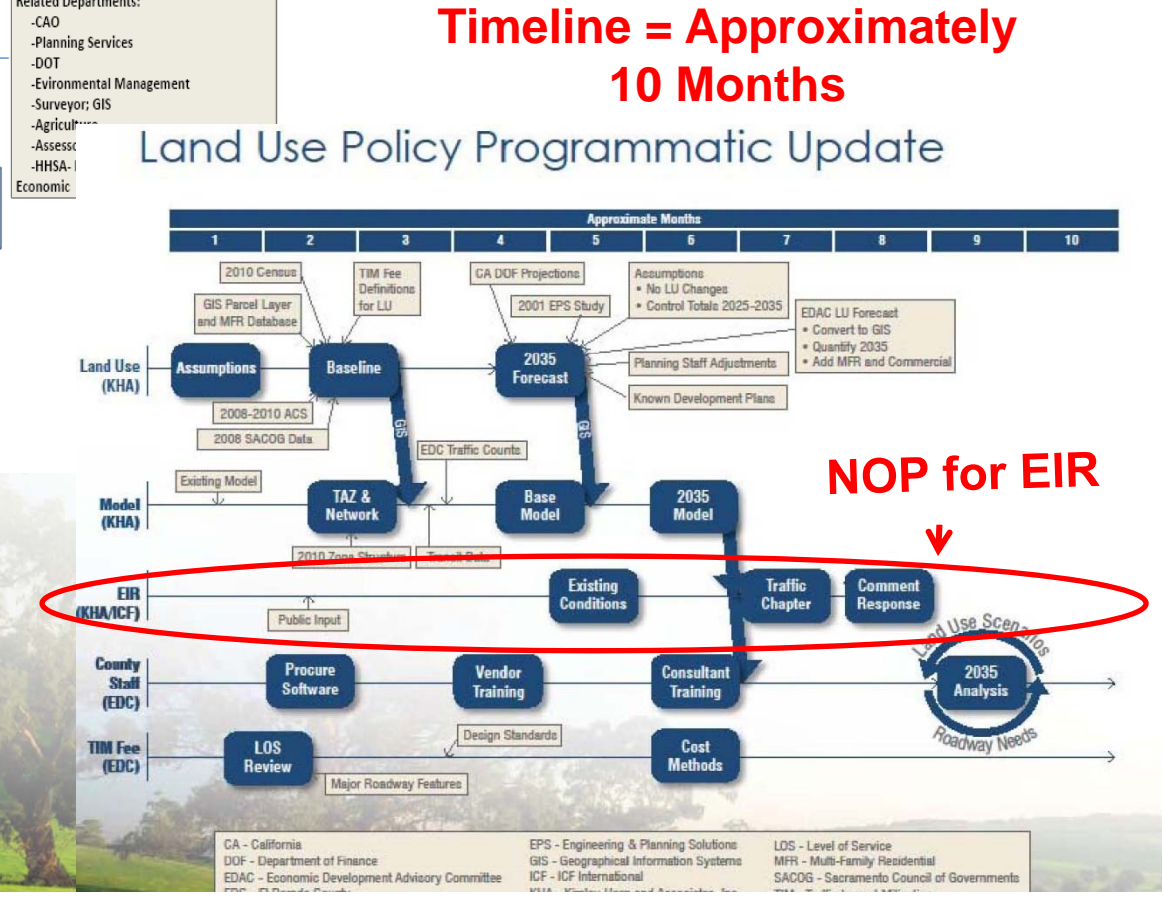 Related Departments:
-CAO
-Planning Services
-DOT
-Evironmental Management
-Surveyor; GIS
-Agriculture
-HHSA-
Economic
Timeline = Approximately
10 Months
Land Use Policy Programmatic Update
Approximate Months
1 2 3 4 5 6 7 8 9 10
2010 Census
TIM Fee
Definitions
for LU
GIS Parcel Layer
and MFR Database
CA DOF Projections
2001 EPS Study
Assumptions
• No LU Changes
• Control Totals 2025-2035
EDAC LU Forecast
• Convert to GIS
• Quantify 2035
• Add MFR and Commercial
Land Use
(KHA)
Assumptions
Baseline
2035
Forecast
Planning Staff Adjustments
Known Development Plans
2008-2010 ACS
2008 SACOG Data
GIS
GIS
EDC Traffic Counts
NOP for EIR
Existing Model
Model
(KHA)
TAZ &
Network
Base
Model
2035
Model
2010 Zone Structure
Transit Data
EIR
(KHA/ICF)
Public Input
Existing
Conditions
Traffic
Chapter
Comment
Response
County
Staff
(EDC)
Procure
Software
Vendor
Training
Consultant
Training
Land Use Scenarios
2035
Analysis
Roadway Needs
TIM Fee
(EDC)
LOS
Review
Design Standards
Major Roadway Features
Cost
Methods
CA - California
DOF - Department of Finance
EDAC - Economic Development Advisory Committee
EPS - Engineering & Planning Solutions
GIS - Geographical Information Systems
ICF - ICF International
LOS - Level of Service
MFR - Multi-Family Residential
SACOG - Sacramento Council of Governments